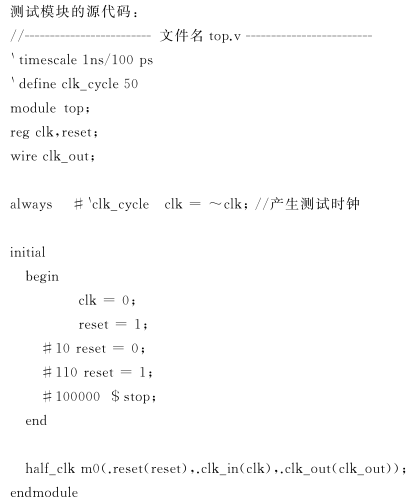 测试模块的源代码：
//-------------------------- 文件名 top.v --------------------------
`timescale 1ns/100 ps
`define clk_cycle 50
module top;
reg clk,reset;
wire clk_out;
always #`clk_cycle clk = ~clk; //产生测试时钟
initial
begin
clk = 0;
reset = 1;
#10 reset = 0;
#110 reset = 1;
#100000 $stop;
end
half_clk m0(.reset(reset),.clk_in(clk),.clk_out(clk_out));
endmodule